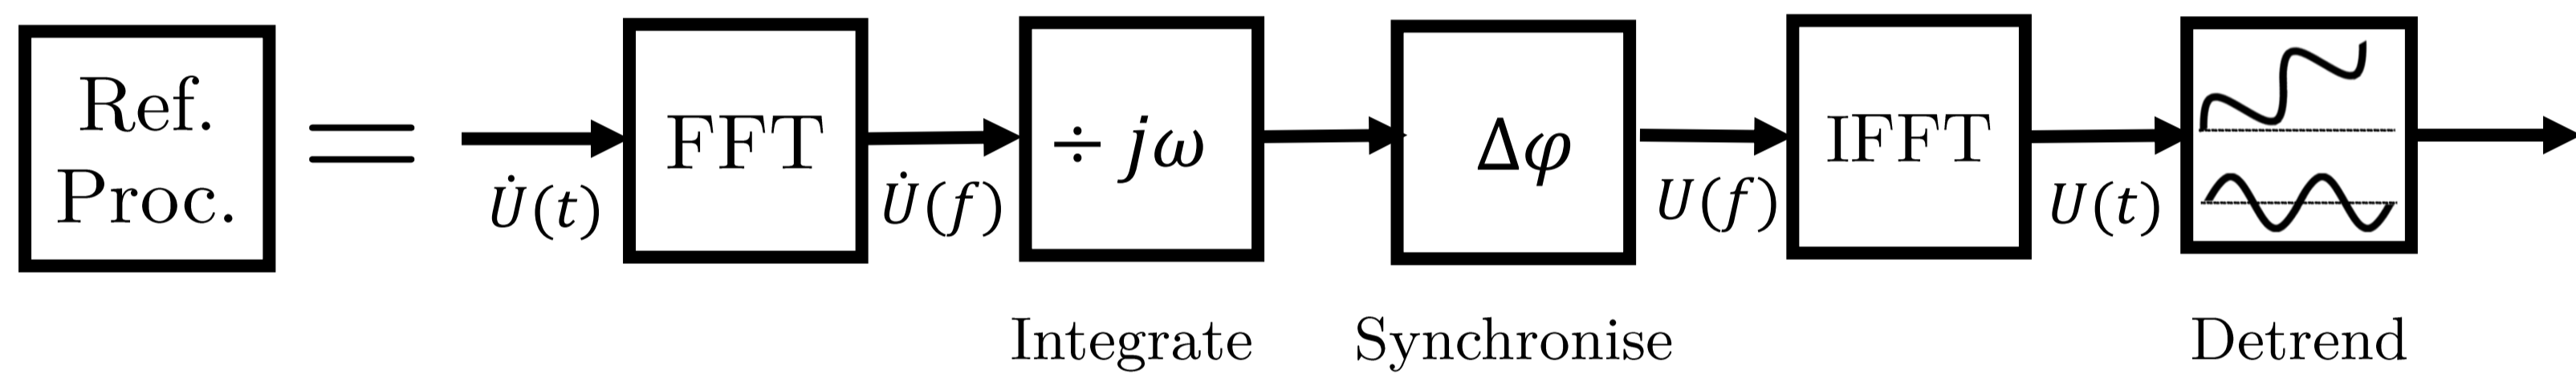 Ref.
Proc.
=
U̇(t)
FFT
U̇(f)
÷ jω
Integrate
Δφ
Synchronise
U(f)
IFFT
U(t)
Detrend